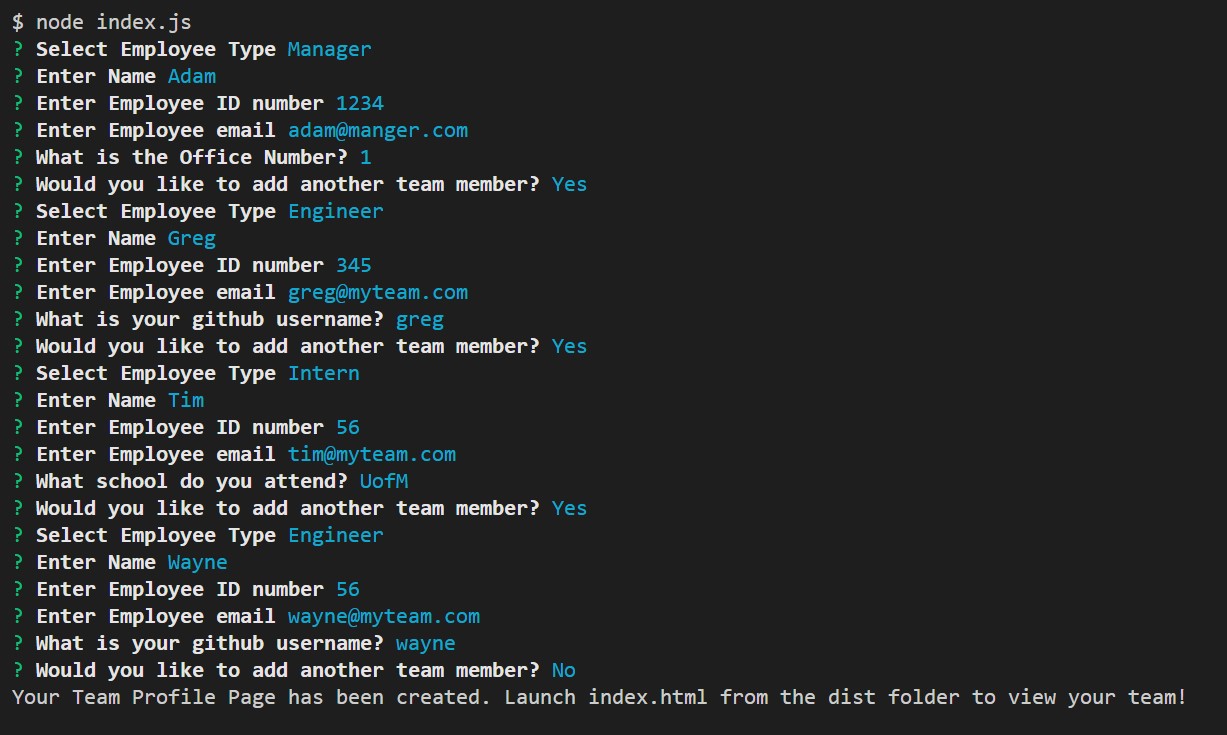 $ node index.js
? Select Employee Type Manager
? Enter Name Adam
? Enter Employee ID number 1234
? Enter Employee email adam@manger.com
? What is the Office Number? 1
? Would you like to add another team member? Yes
? Select Employee Type Engineer
? Enter Name Greg
? Enter Employee ID number 345
? Enter Employee email greg@myteam.com
? What is your github username? greg
? Would you like to add another team member? Yes
? Select Employee Type Intern
? Enter Name Tim
? Enter Employee ID number 56
? Enter Employee email tim@myteam.com
? What school do you attend? UofM
? Would you like to add another team member? Yes
? Select Employee Type Engineer
? Enter Name Wayne
? Enter Employee ID number 56
? Enter Employee email wayne@myteam.com
? What is your github username? wayne
? Would you like to add another team member? No
Your Team Profile Page has been created. Launch index.html from the dist folder to view your team!